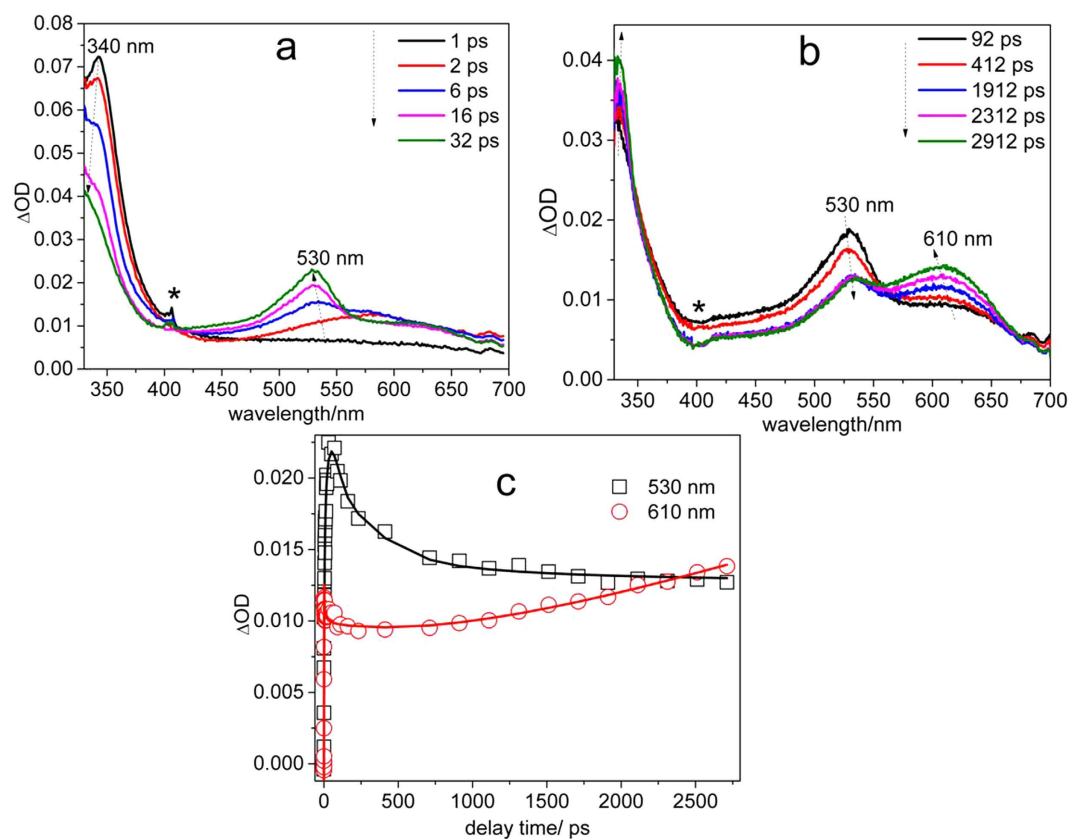 a
340 nm
530 nm
*
1 ps
2 ps
6 ps
16 ps
32 ps
ΔOD
0.08
0.07
0.06
0.05
0.04
0.03
0.02
0.01
0.00
350 400 450 500 550 600 650 700
wavelength/nm
b
530 nm
610 nm
*
92 ps
412 ps
1912 ps
2312 ps
2912 ps
ΔOD
0.04
0.03
0.02
0.01
0.00
350 400 450 500 550 600 650 700
wavelength/nm
c
530 nm
610 nm
ΔOD
0.020
0.015
0.010
0.005
0.000
0 500 1000 1500 2000 2500
delay time/ ps